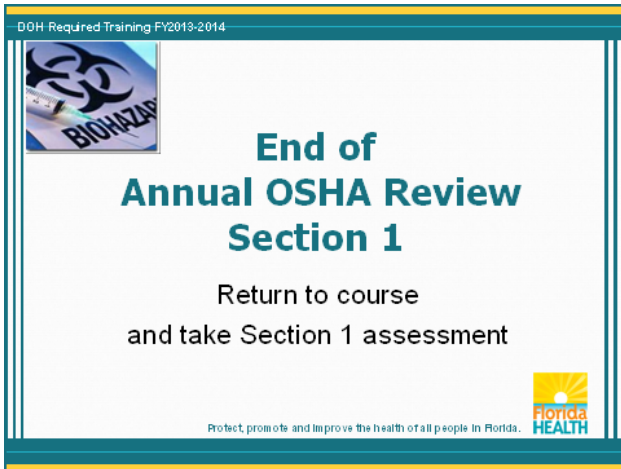 DOH Required Training FY2013-2014
BIOHAZAR
End of
Annual OSHA Review
Section 1
Return to course
and take Section 1 assessment
Protect, promote and improve the health of all people in Florida.
Florida
HEALTH